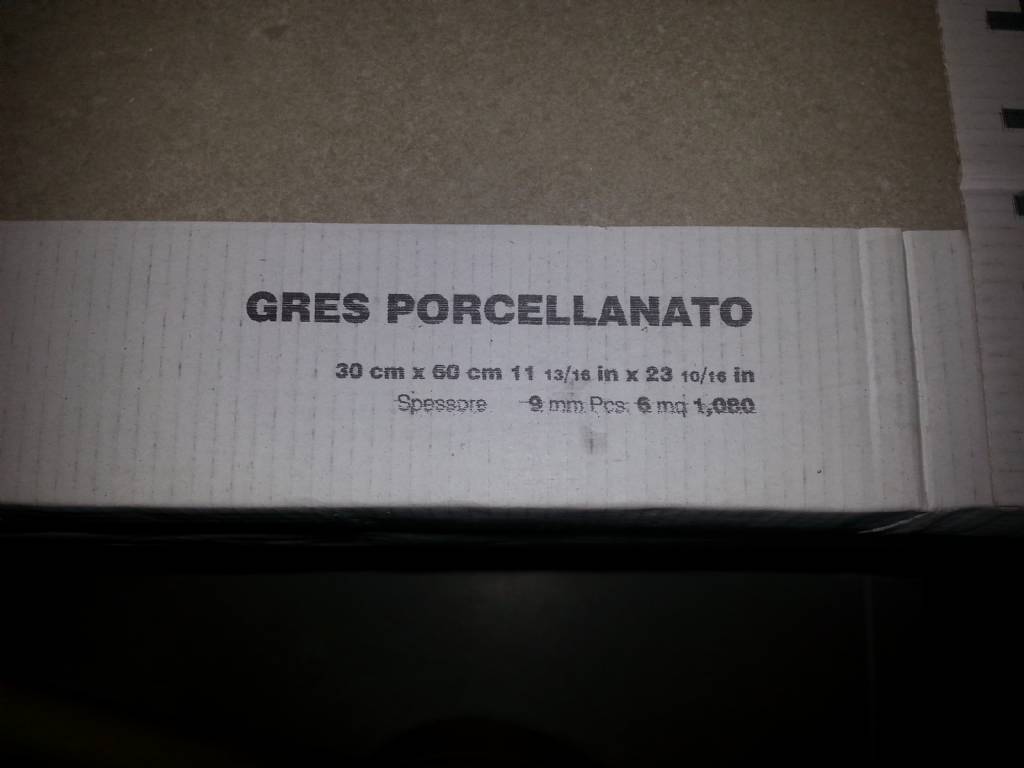 GRES PORCELLANATO
30 cm x 60 cm 11 13/16 in x 23 10/16 in
Spessore 9 mm Pcs. 6 mq 1,080